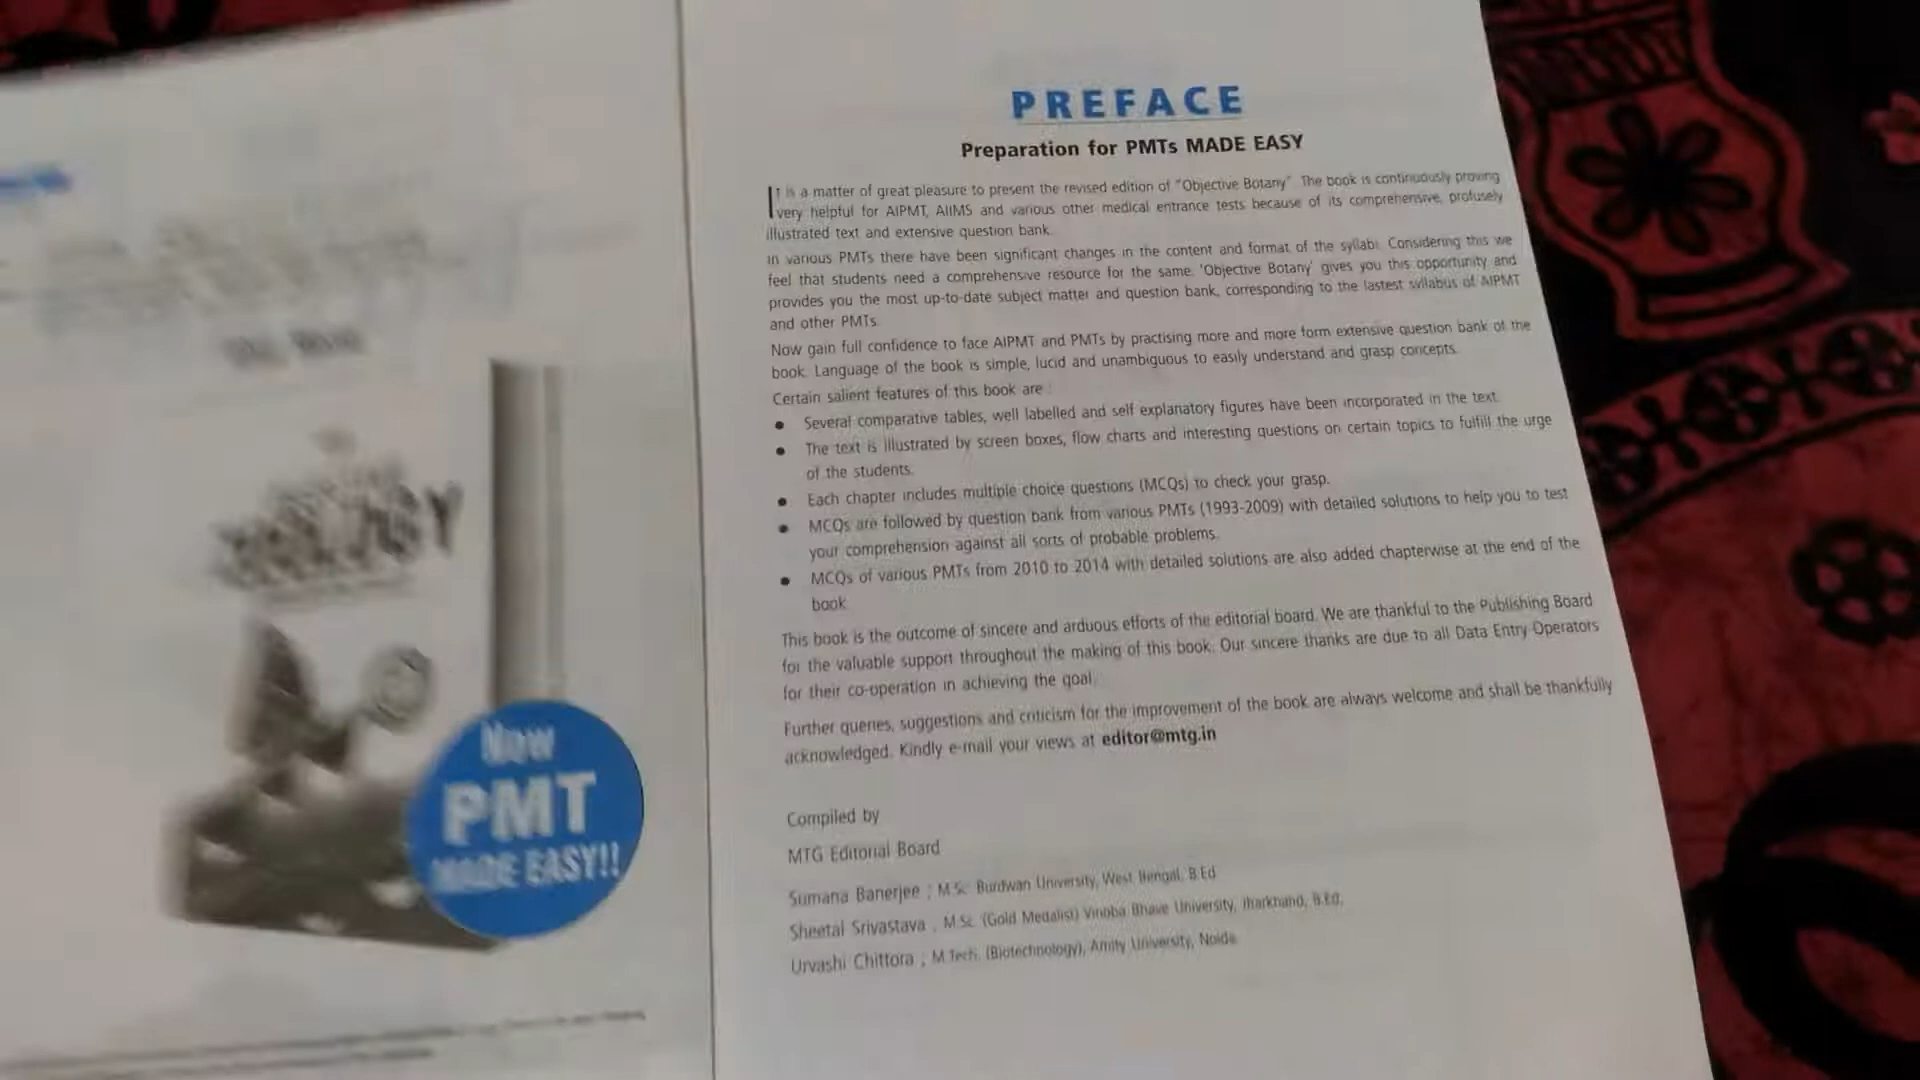 Now
PMT
MADE EASY!!
PREFACE
Preparation for PMTs MADE EASY
It is a matter of great pleasure to present the revised edition of "Objective Botany". The book is continuously proving
very helpful for AIPMT, AIIMS and various other medical entrance tests because of its comprehensive, profusely
illustrated text and extensive question bank.
In various PMTs there have been significant changes in the content and format of the syllabi. Considering this we
feel that students need a comprehensive resource for the same. 'Objective Botany' gives you this opportunity and
provides you the most up-to-date subject matter and question bank, corresponding to the lastest syllabus of AIPMT
and other PMTs.
Now gain full confidence to face AIPMT and PMTs by practising more and more form extensive question bank of the
book. Language of the book is simple, lucid and unambiguous to easily understand and grasp concepts.
Certain salient features of this book are :
● Several comparative tables, well labelled and self explanatory figures have been incorporated in the text.
● The text is illustrated by screen boxes, flow charts and interesting questions on certain topics to fulfill the urge
of the students.
● Each chapter includes multiple choice questions (MCQs) to check your grasp.
● MCQs are followed by question bank from various PMTs (1993-2009) with detailed solutions to help you to test
your comprehension against all sorts of probable problems.
● MCQs of various PMTs from 2010 to 2014 with detailed solutions are also added chapterwise at the end of the
book.
This book is the outcome of sincere and arduous efforts of the editorial board. We are thankful to the Publishing Board
for the valuable support throughout the making of this book. Our sincere thanks are due to all Data Entry Operators
for their co-operation in achieving the goal.
Further queries, suggestions and criticism for the improvement of the book are always welcome and shall be thankfully
acknowledged. Kindly e-mail your views at editor@mtg.in
Compiled by
MTG Editorial Board
Sumana Banerjee ; M.Sc. Burdwan University, West Bengal, B.Ed.
Sheetal Srivastava ; M.Sc. (Gold Medalist) Vinoba Bhave University, Jharkhand, B.Ed.
Urvashi Chittora ; M.Tech. (Biotechnology), Amity University, Noida